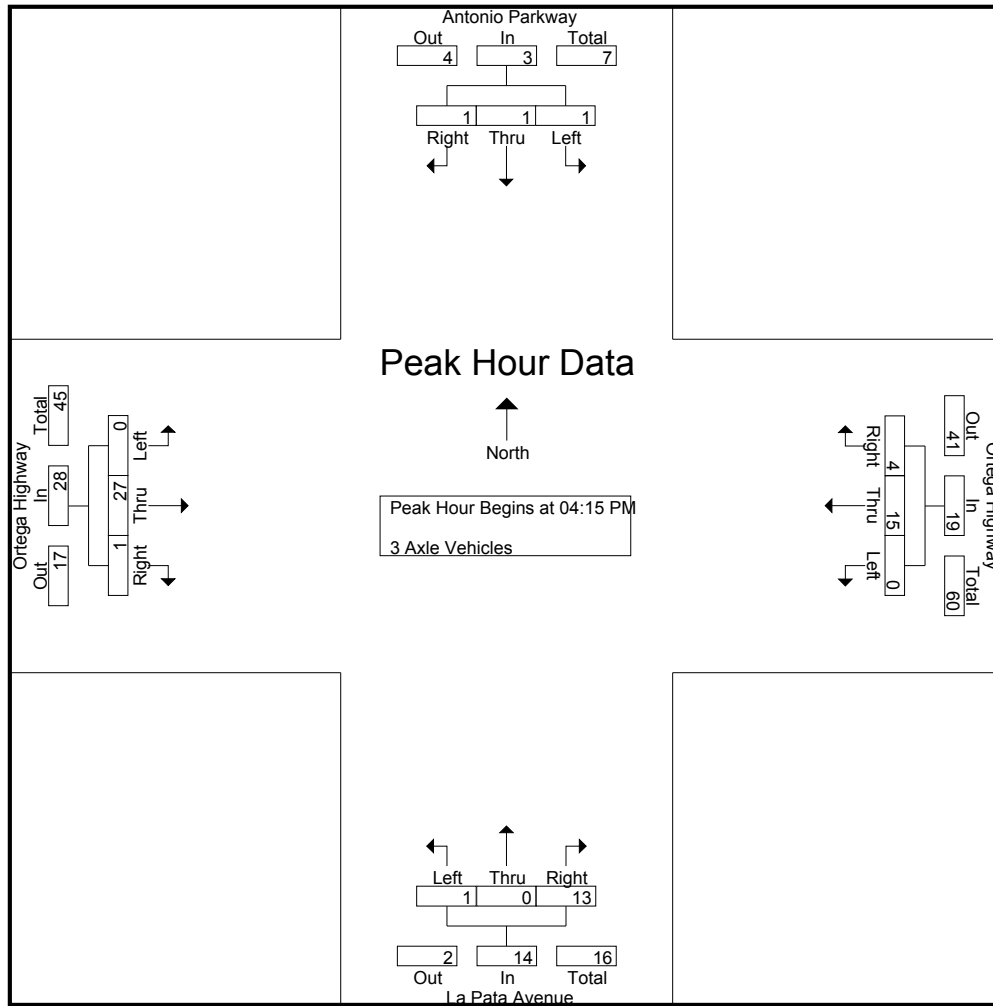 Antonio Parkway
Out In Total
4 3 7
1 1 1
Right Thru Left
Peak Hour Data
North
Peak Hour Begins at 04:15 PM
3 Axle Vehicles
Ortega Highway
Total In Out
45 28 17
0 27 1
Left Thru Right
Ortega Highway
Out In Total
41 19 60
4 15 0
Right Thru Left
Left Thru Right
1 0 13
2 14 16
Out In Total
La Pata Avenue